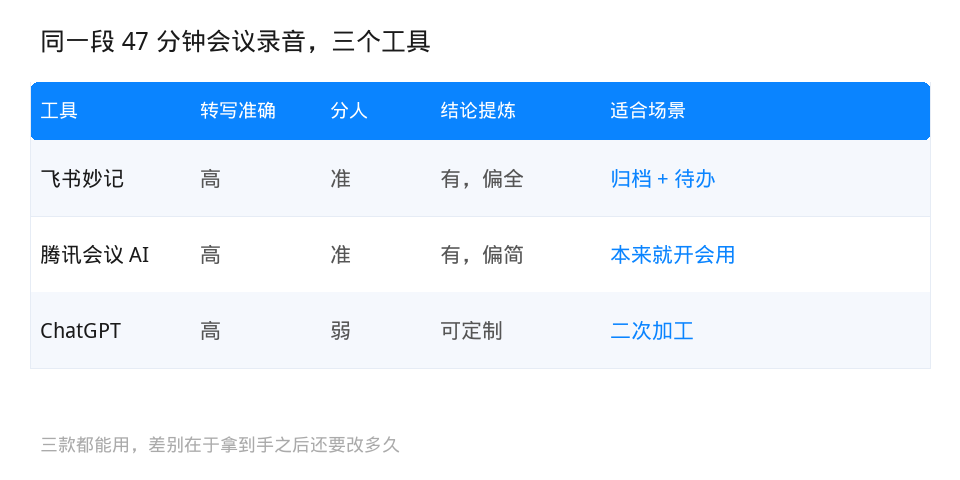 同一段 47 分钟会议录音，三个工具
工具 转写准确 分人 结论提炼 适合场景
飞书妙记 高 准 有，偏全 归档 + 待办
腾讯会议 AI 高 准 有，偏简 本来就开会用
ChatGPT 高 弱 可定制 二次加工
三款都能用，差别在于拿到手之后还要改多久